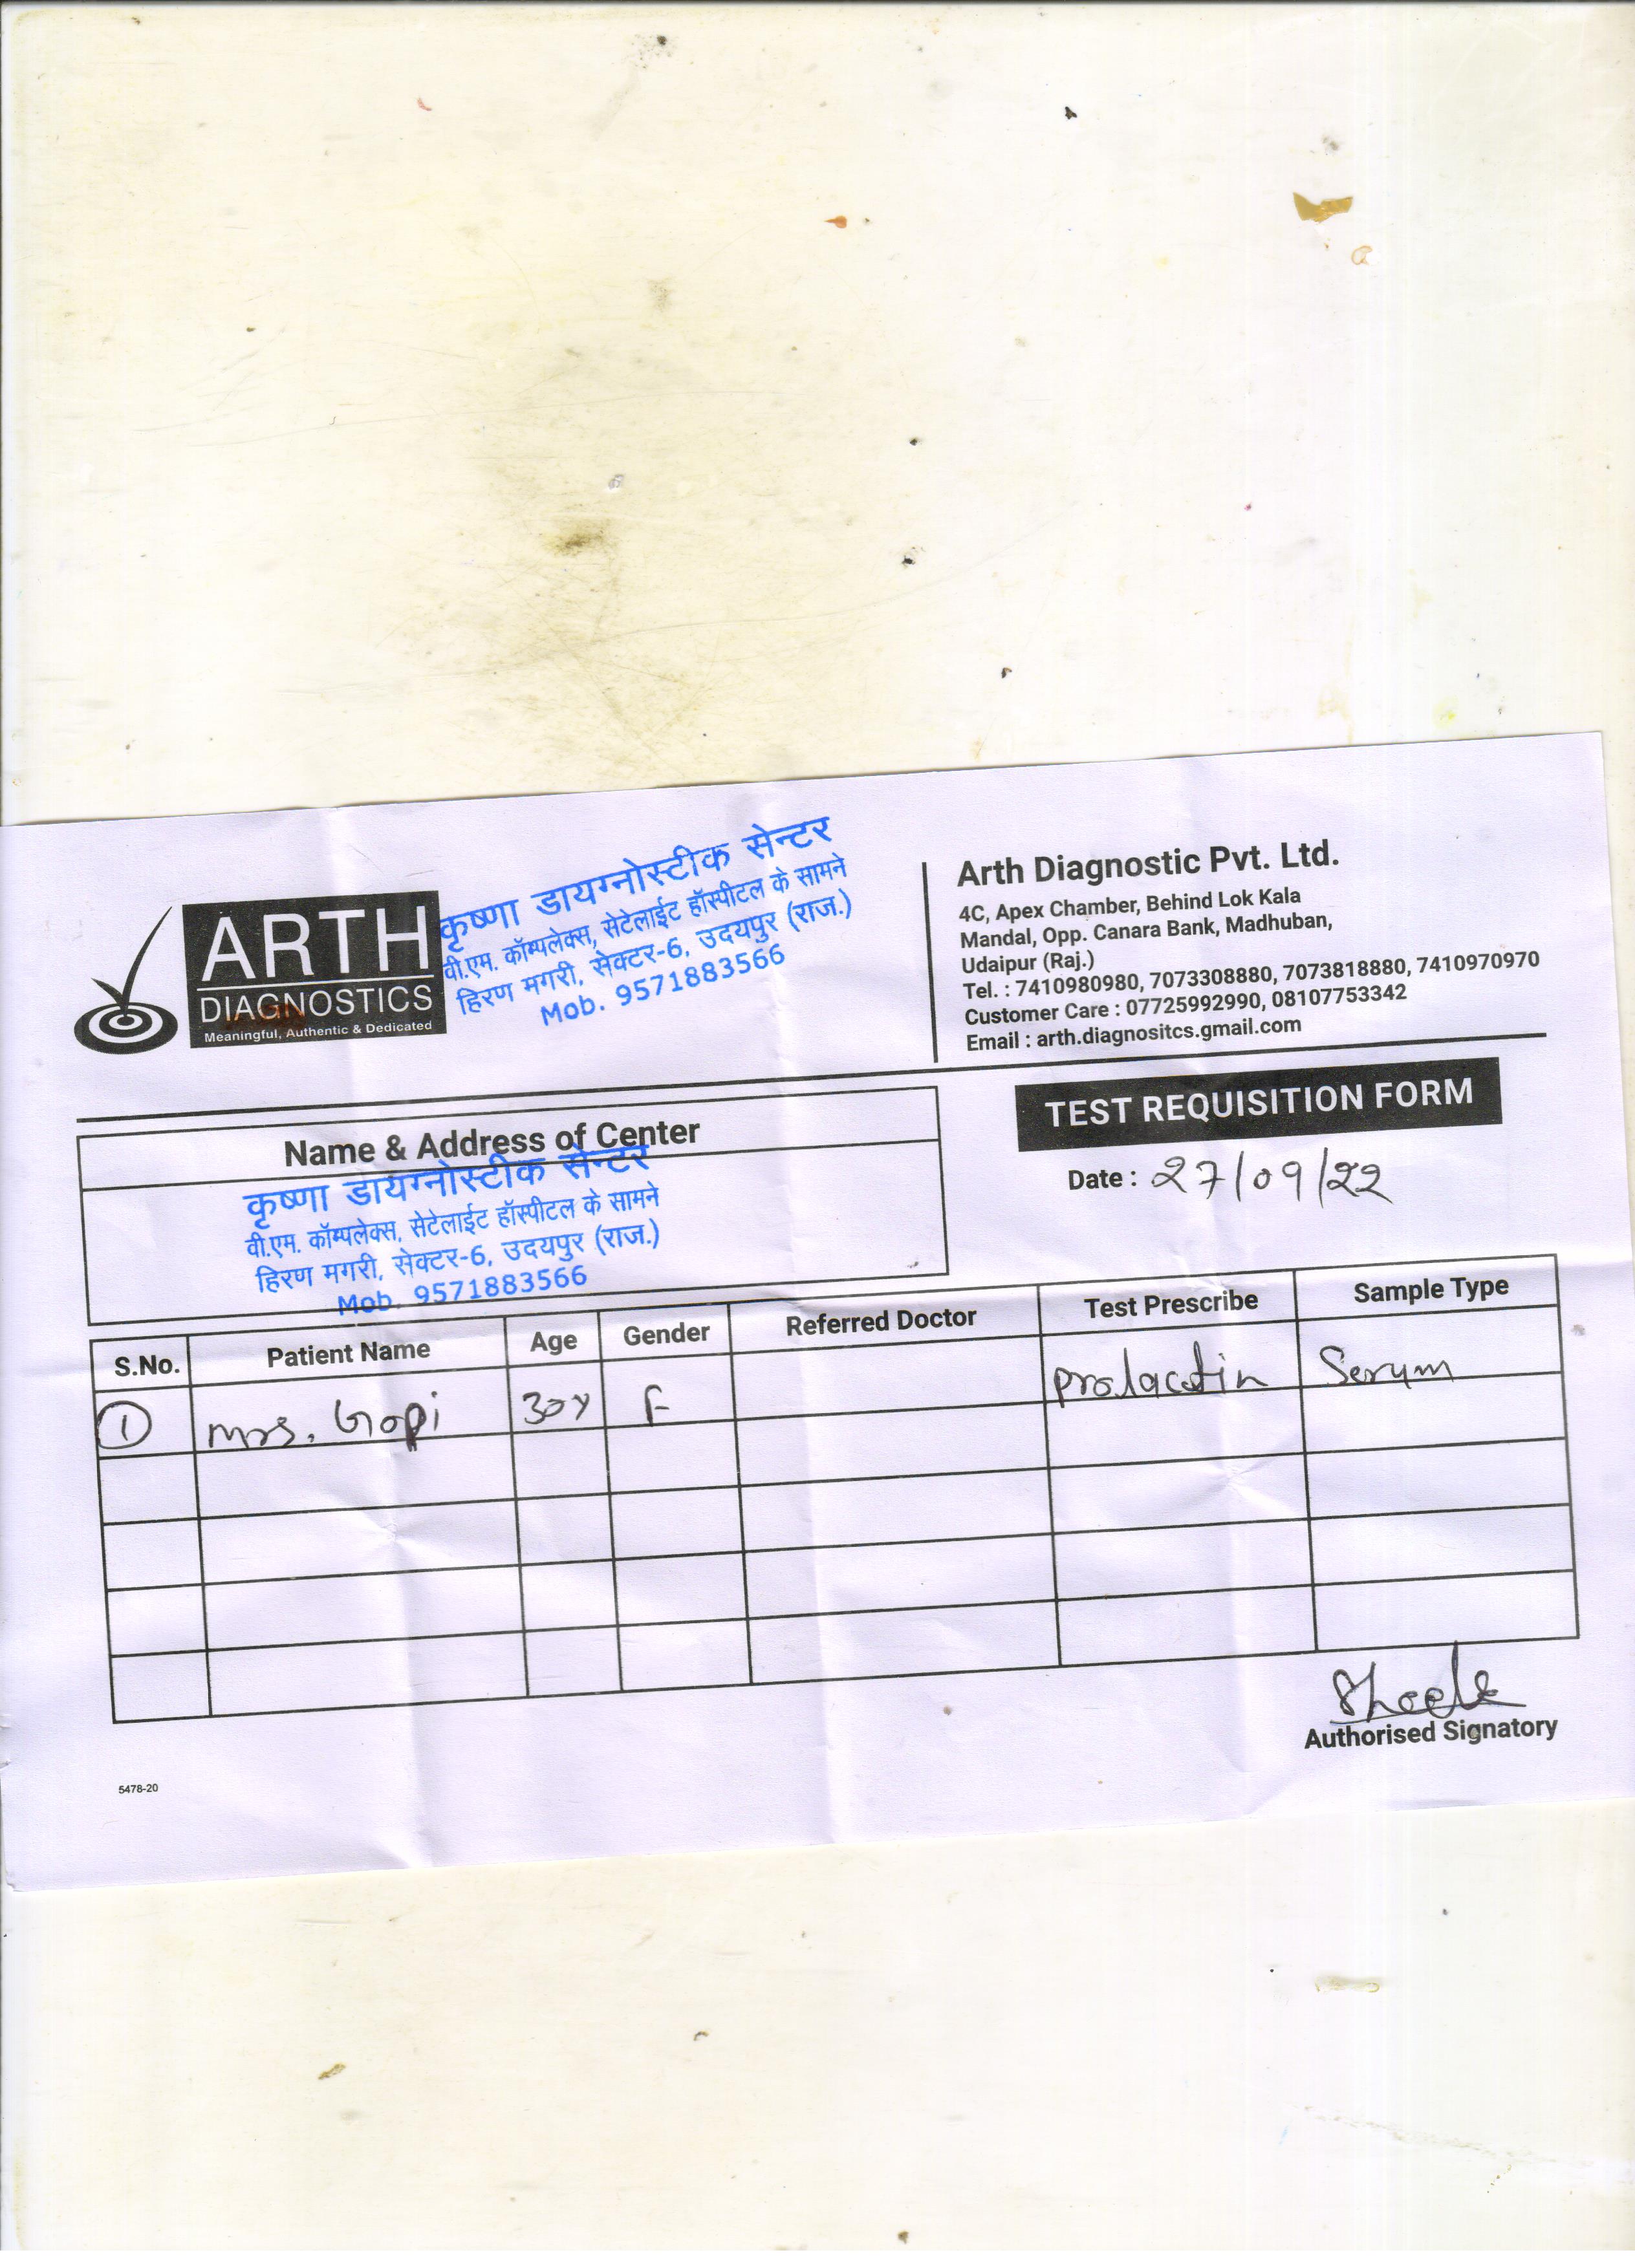 ARTH
DIAGNOSTICS
Meaningful, Authentic & Dedicated
कृष्णा डायग्नोस्टीक सेन्टर
वी.एम. कॉम्पलेक्स, सेटेलाईट हॉस्पीटल के सामने
हिरण मगरी, सेक्टर-6, उदयपुर (राज.)
Mob. 9571883566
Arth Diagnostic Pvt. Ltd.
4C, Apex Chamber, Behind Lok Kala
Mandal, Opp. Canara Bank, Madhuban,
Udaipur (Raj.)
Tel. : 7410980980, 7073308880, 7073818880, 7410970970
Customer Care : 07725992990, 08107753342
Email : arth.diagnositcs.gmail.com
Name & Address of Center
कृष्णा डायग्नोस्टीक सेन्टर
वी.एम. कॉम्पलेक्स, सेटेलाईट हॉस्पीटल के सामने
हिरण मगरी, सेक्टर-6, उदयपुर (राज.)
Mob. 9571883566
TEST REQUISITION FORM
Date : 27/09/22
S.No. Patient Name Age Gender Referred Doctor Test Prescribe Sample Type
1 Mrs. Gopi 30Y F Prolactin Serum
Authorised Signatory
5478-20